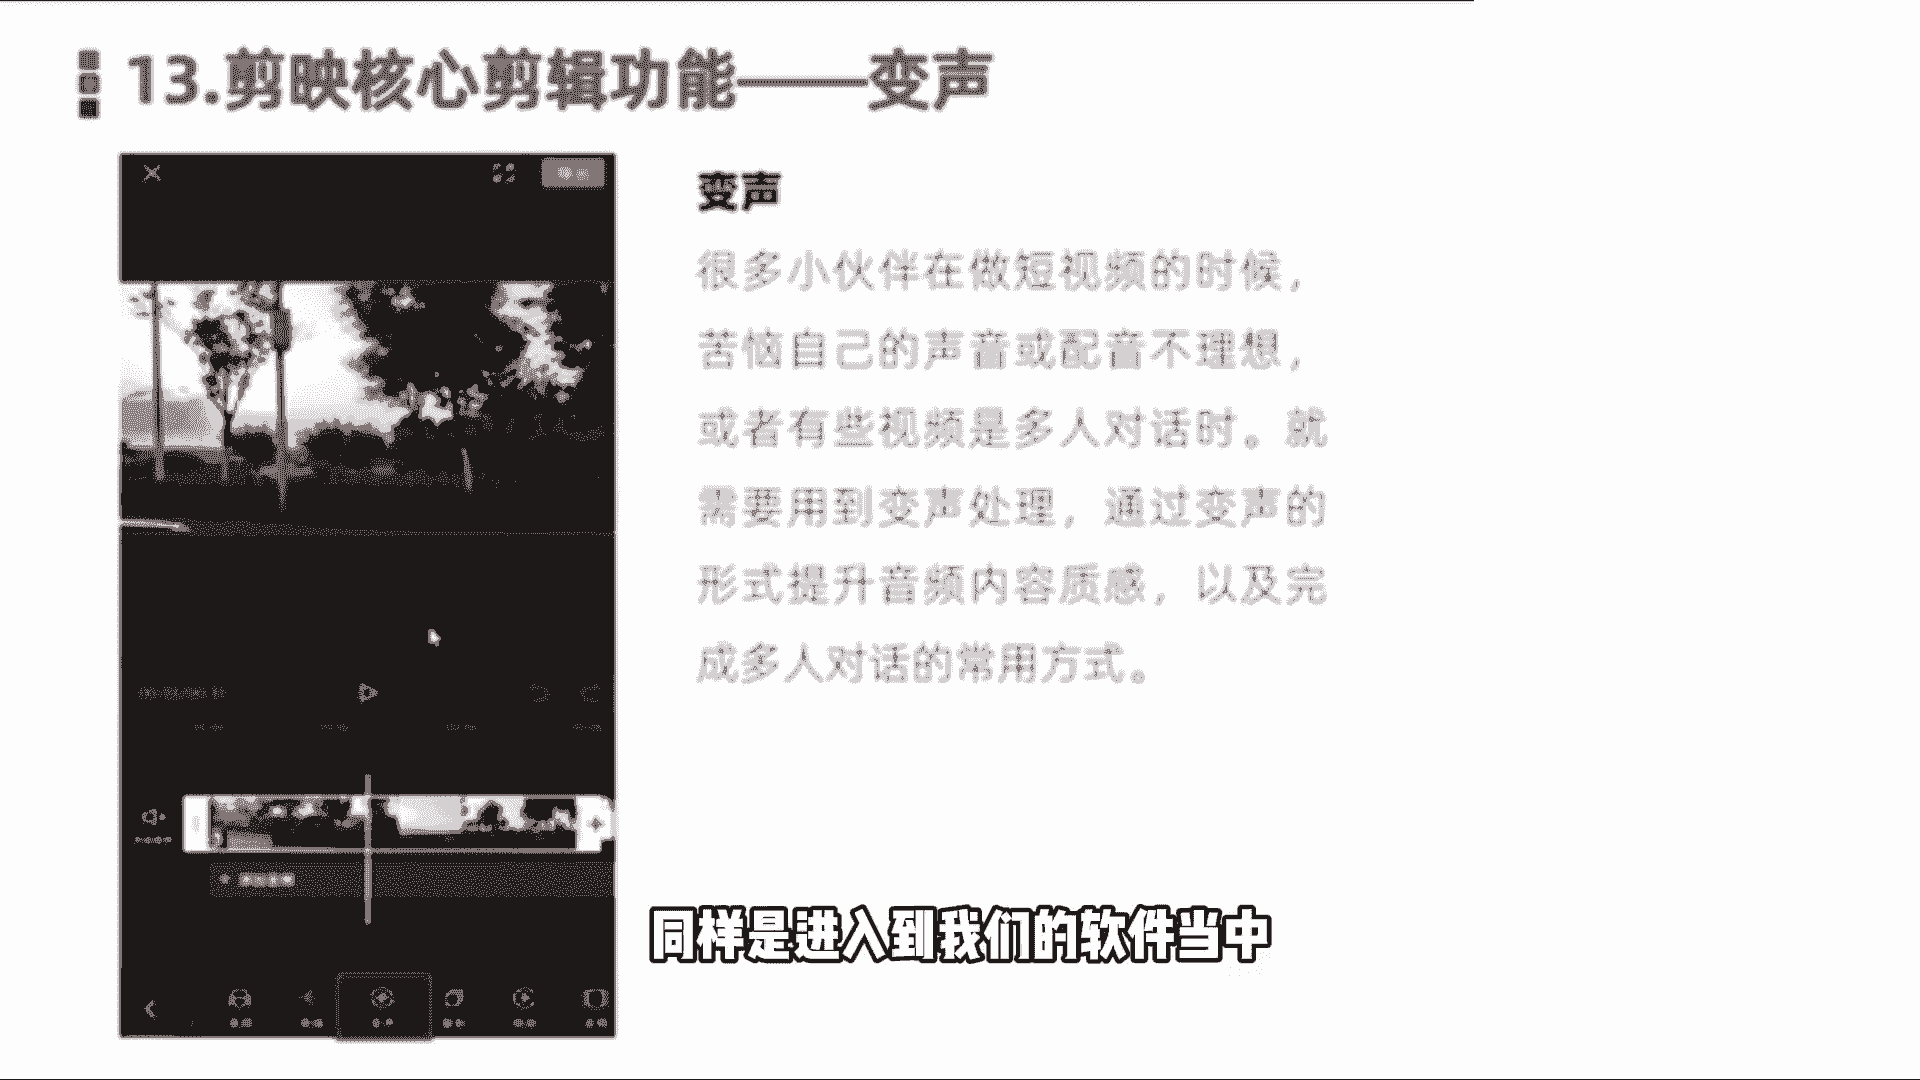 13.剪映核心剪辑功能——变声
变声
很多小伙伴在做短视频的时候，
苦恼自己的声音或配音不理想，
或者有些视频是多人对话时。就
需要用到变声处理，通过变声的
形式提升音频内容质感，以及完
成多人对话的常用方式。
同样是进入到我们的软件当中